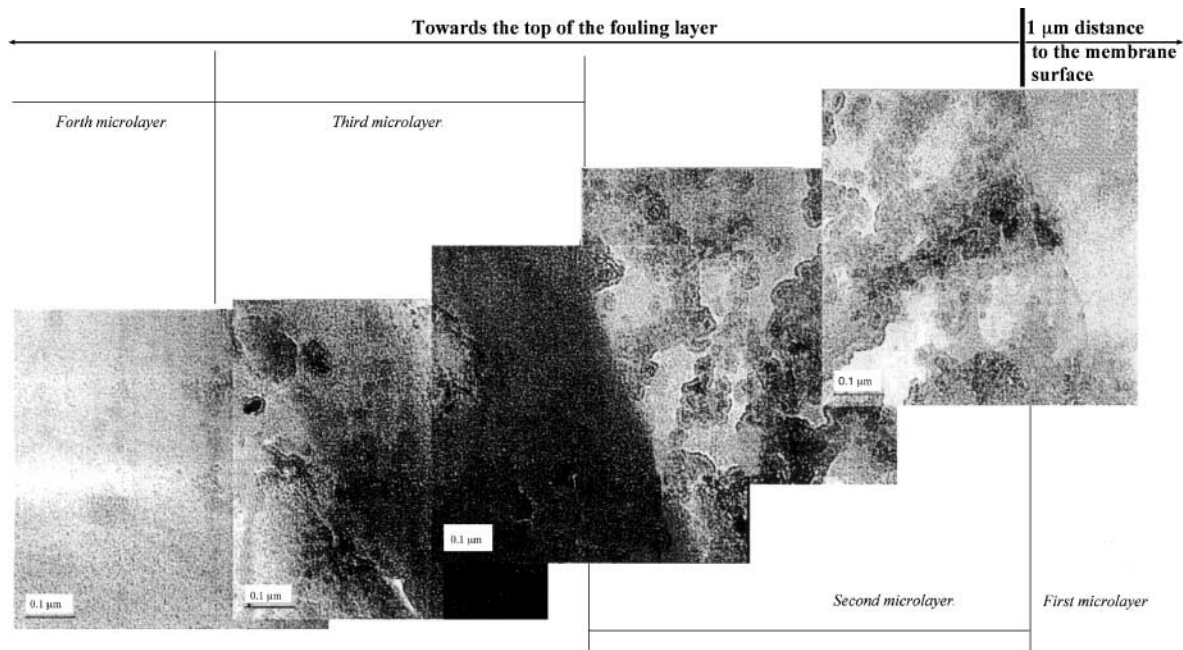 Towards the top of the fouling layer
1 μm distance
to the membrane
surface
Forth microlayer
Third microlayer
0.1 μm
0.1 μm
0.1 μm
0.1 μm
Second microlayer
First microlayer